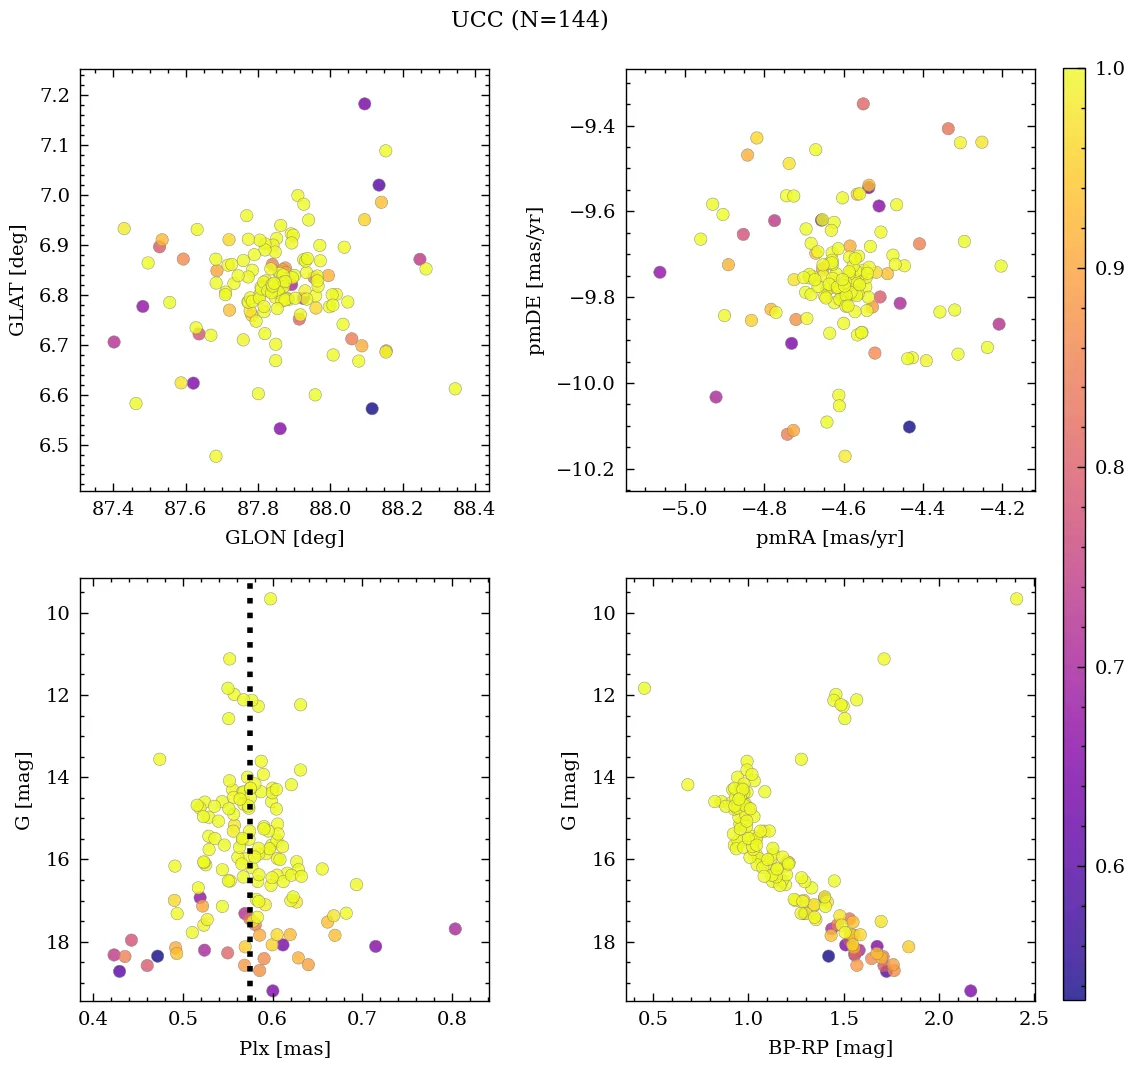 UCC (N=144)
7.2
7.1
7.0
6.9
6.8
6.7
6.6
6.5
GLAT [deg]
87.4 87.6 87.8 88.0 88.2 88.4
GLON [deg]
−9.4
−9.6
−9.8
−10.0
−10.2
pmDE [mas/yr]
−5.0 −4.8 −4.6 −4.4 −4.2
pmRA [mas/yr]
10
12
14
16
18
G [mag]
0.4 0.5 0.6 0.7 0.8
Plx [mas]
10
12
14
16
18
G [mag]
0.5 1.0 1.5 2.0 2.5
BP-RP [mag]
1.0
0.9
0.8
0.7
0.6